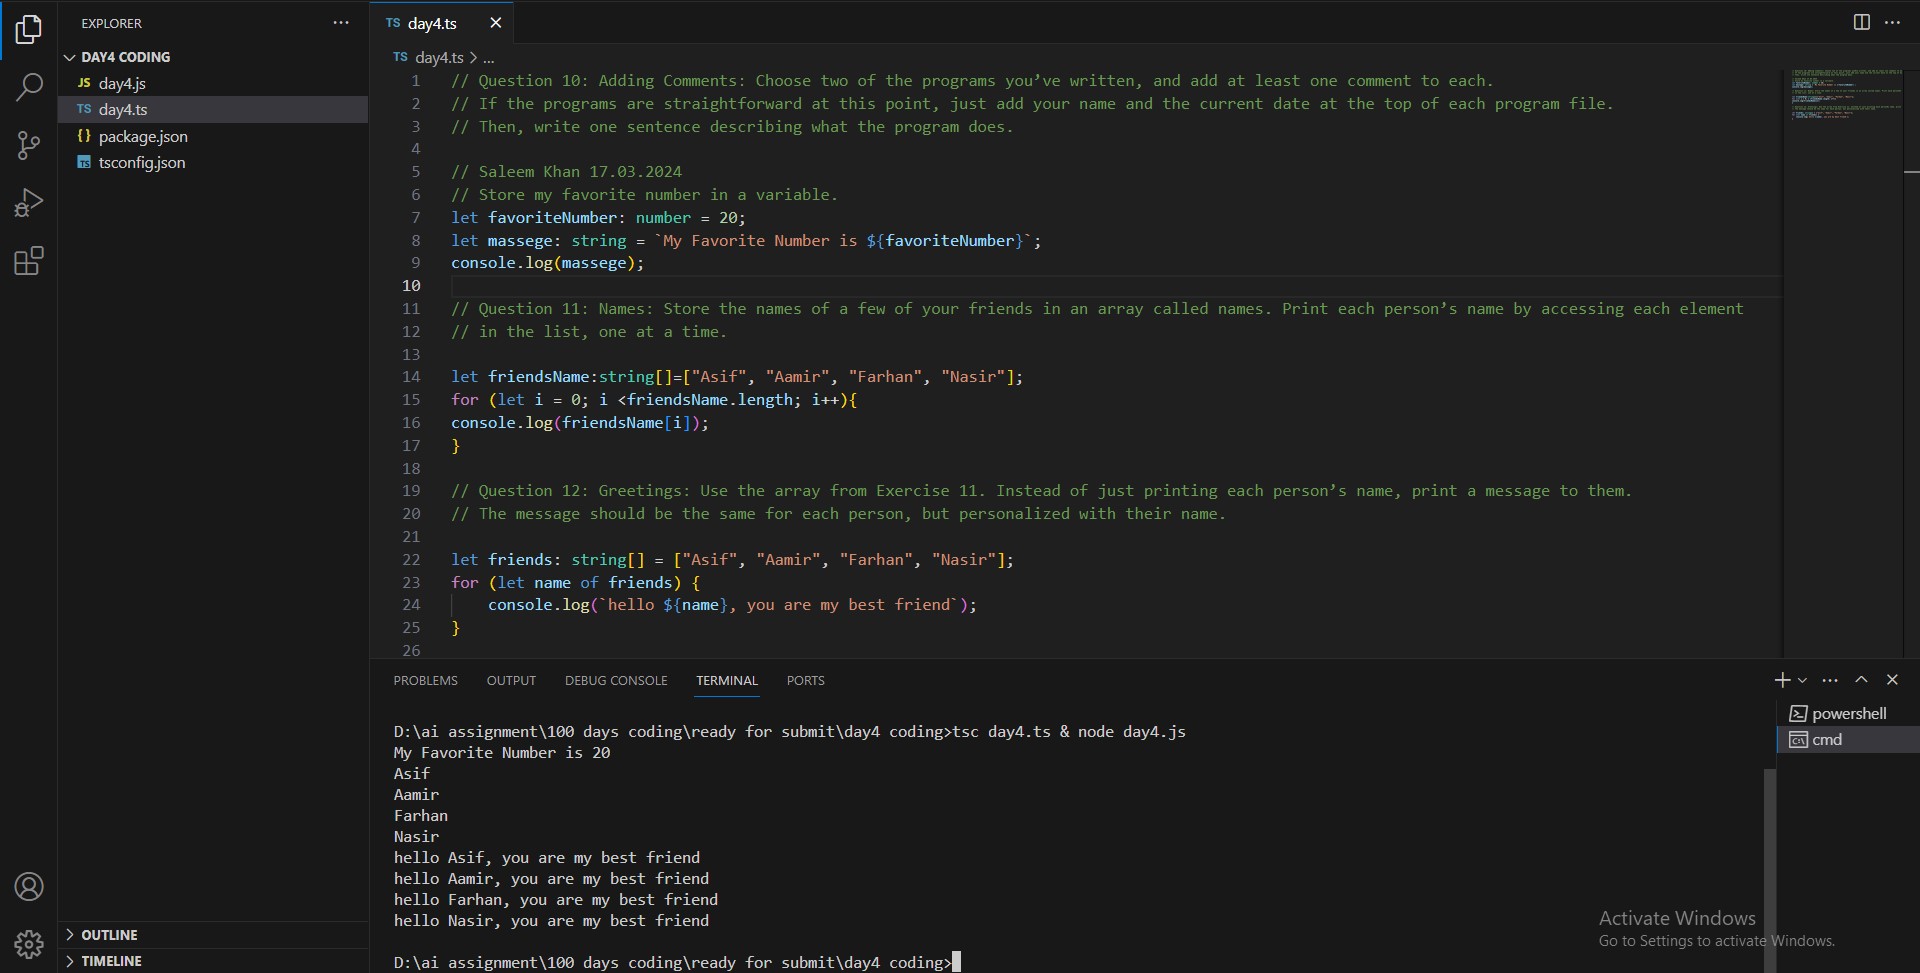 EXPLORER
DAY4 CODING
JS day4.js
TS day4.ts
{} package.json
TS tsconfig.json
OUTLINE
TIMELINE
TS day4.ts
TS day4.ts > ...
1 // Question 10: Adding Comments: Choose two of the programs you’ve written, and add at least one comment to each.
2 // If the programs are straightforward at this point, just add your name and the current date at the top of each program file.
3 // Then, write one sentence describing what the program does.
4
5 // Saleem Khan 17.03.2024
6 // Store my favorite number in a variable.
7 let favoriteNumber: number = 20;
8 let massege: string = `My Favorite Number is ${favoriteNumber}`;
9 console.log(massege);
10
11 // Question 11: Names: Store the names of a few of your friends in an array called names. Print each person’s name by accessing each element
12 // in the list, one at a time.
13
14 let friendsName:string[]=["Asif", "Aamir", "Farhan", "Nasir"];
15 for (let i = 0; i <friendsName.length; i++){
16 console.log(friendsName[i]);
17 }
18
19 // Question 12: Greetings: Use the array from Exercise 11. Instead of just printing each person’s name, print a message to them.
20 // The message should be the same for each person, but personalized with their name.
21
22 let friends: string[] = ["Asif", "Aamir", "Farhan", "Nasir"];
23 for (let name of friends) {
24 console.log(`hello ${name}, you are my best friend`);
25 }
26
PROBLEMS OUTPUT DEBUG CONSOLE TERMINAL PORTS
D:\ai assignment\100 days coding\ready for submit\day4 coding>tsc day4.ts & node day4.js
My Favorite Number is 20
Asif
Aamir
Farhan
Nasir
hello Asif, you are my best friend
hello Aamir, you are my best friend
hello Farhan, you are my best friend
hello Nasir, you are my best friend
D:\ai assignment\100 days coding\ready for submit\day4 coding>
powershell
cmd
Activate Windows
Go to Settings to activate Windows.